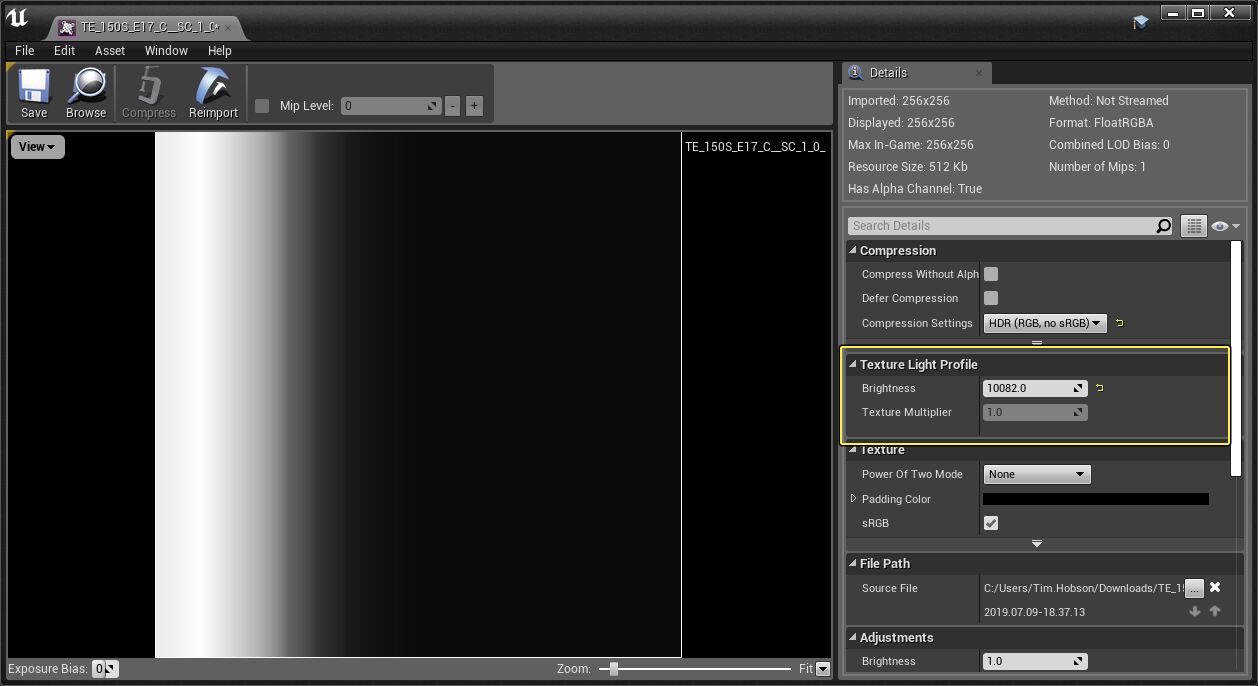 TE_150S_E17_C__SC_1_0*
File Edit Asset Window Help
Save Browse Compress Reimport
Mip Level: 0 - +
View
TE_150S_E17_C__SC_1_0_
Exposure Bias: 0
Zoom: Fit
Details
Imported: 256x256 Method: Not Streamed
Displayed: 256x256 Format: FloatRGBA
Max In-Game: 256x256 Combined LOD Bias: 0
Resource Size: 512 Kb Number of Mips: 1
Has Alpha Channel: True
Search Details
Compression
Compress Without Alph
Defer Compression
Compression Settings HDR (RGB, no sRGB)
Texture Light Profile
Brightness 10082.0
Texture Multiplier 1.0
Texture
Power Of Two Mode None
Padding Color
sRGB
File Path
Source File C:/Users/Tim.Hobson/Downloads/TE_1 ...
2019.07.09-18.37.13
Adjustments
Brightness 1.0